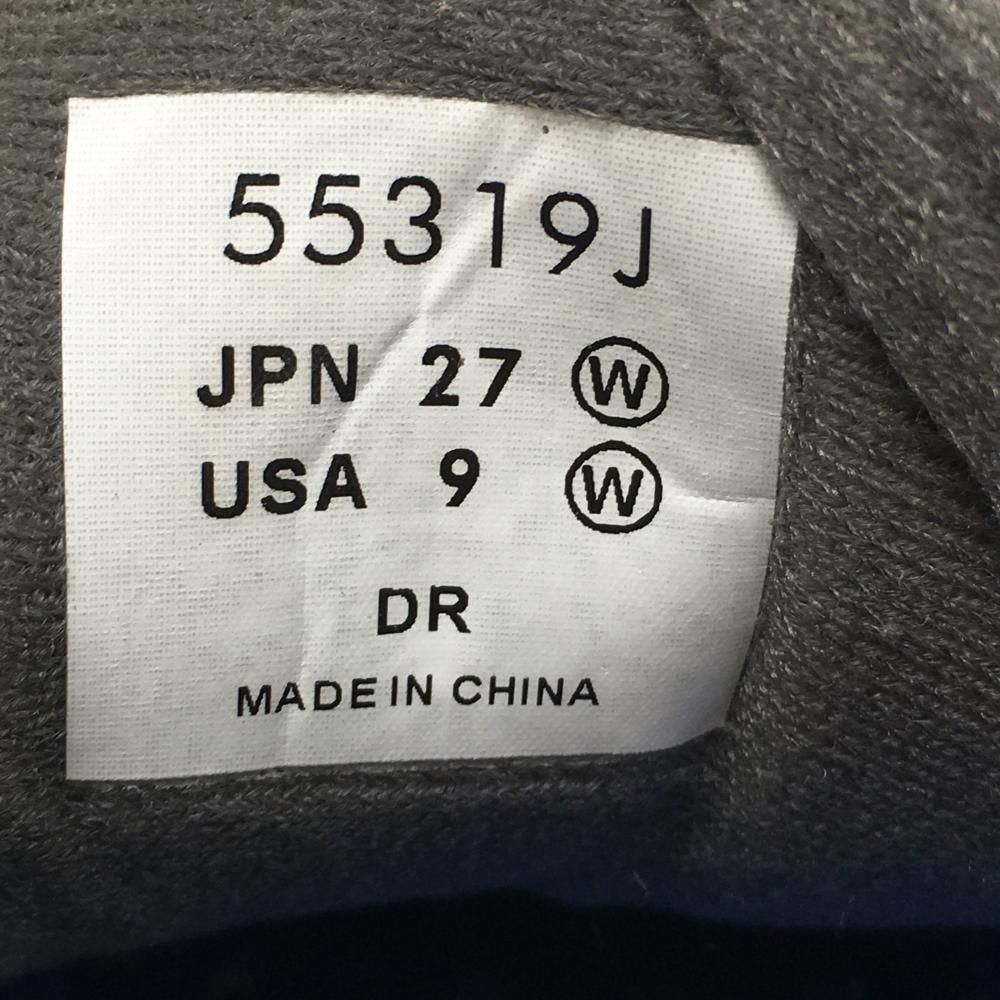 55319J
JPN 27 Ⓦ
USA 9 Ⓦ
DR
MADE IN CHINA